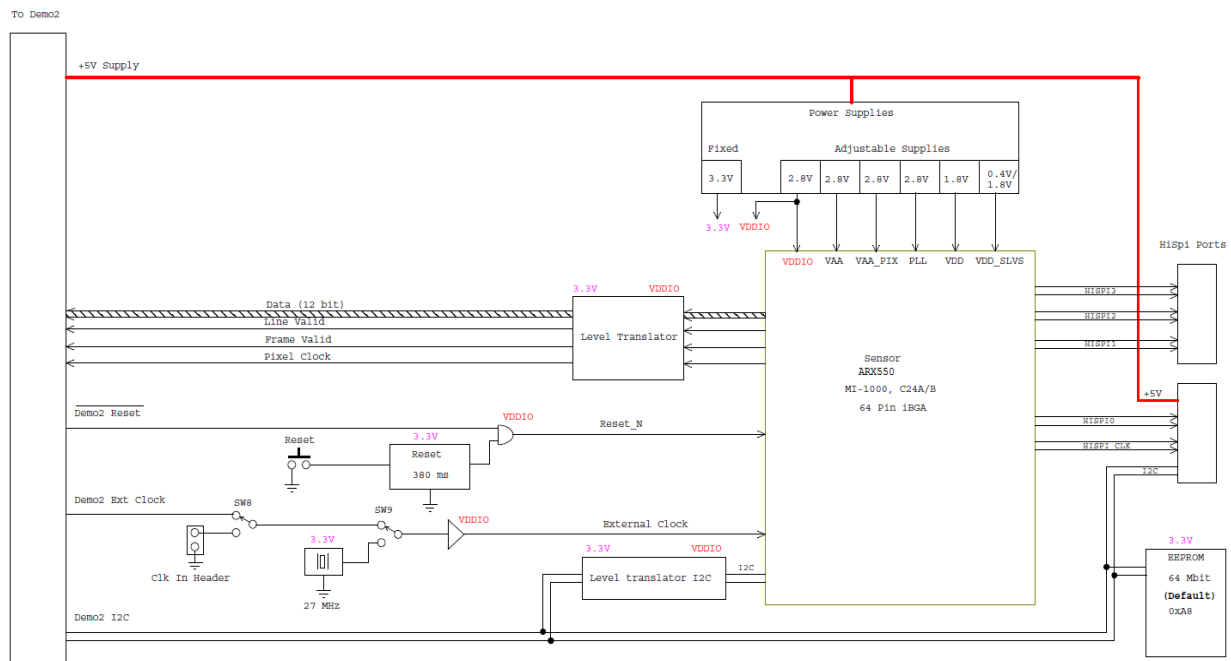 To Demo2
+5V Supply
Power Supplies
Fixed
Adjustable Supplies
3.3V
2.8V
2.8V
2.8V
2.8V
1.8V
0.4V/
1.8V
3.3V
VDDIO
VDDIO
VAA
VAA_PIX
PLL
VDD
VDD_SLVS
HiSpi Ports
3.3V
VDDIO
Data (12 bit)
Line Valid
Frame Valid
Pixel Clock
Level Translator
HISPI3
HISPI2
HISPI1
Sensor
ARX550
MI-1000, C24A/B
64 Pin iBGA
+5V
HISPI0
HISPI CLK
I2C
Demo2 Reset
VDDIO
Reset_N
Reset
3.3V
Reset
380 ms
Demo2 Ext Clock
SW8
SW9
VDDIO
External Clock
3.3V
27 MHz
Clk In Header
3.3V
VDDIO
Level translator I2C
I2C
3.3V
EEPROM
64 Mbit
(Default)
0xA8
Demo2 I2C